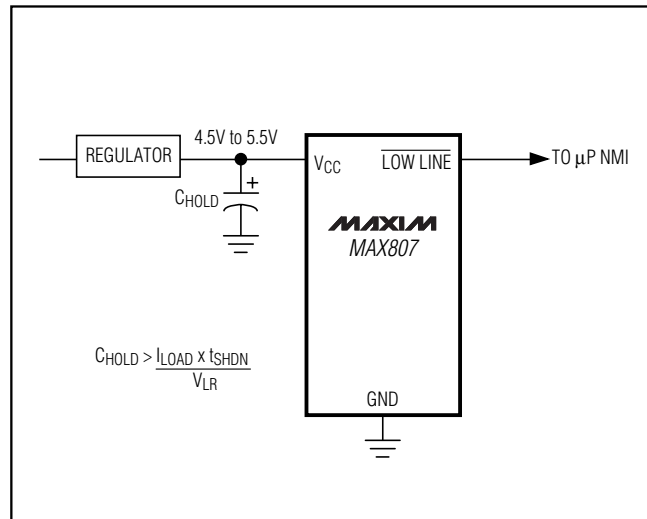 4.5V to 5.5V
REGULATOR
VCC
LOW LINE
TO µP NMI
+
CHOLD
MAXIM
MAX807
CHOLD > ILOAD x tSHDN
VLR
GND